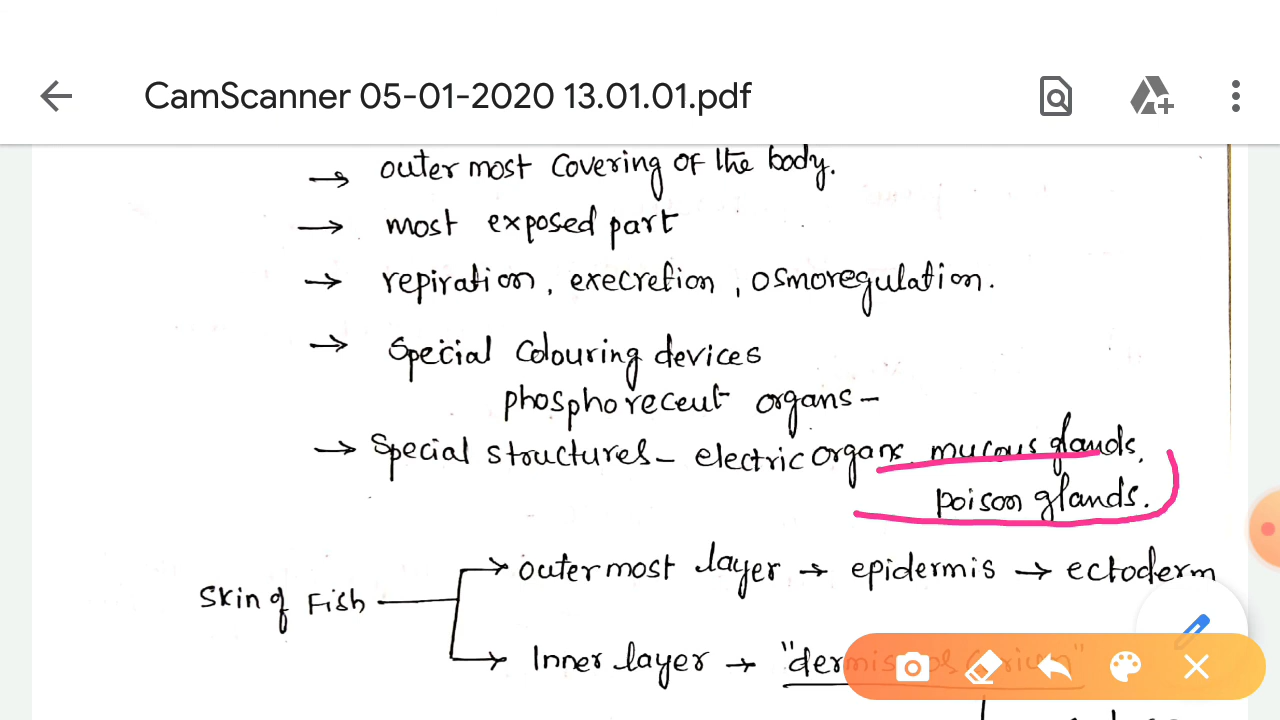 CamScanner 05-01-2020 13.01.01.pdf
→ outer most covering of the body.
→ most exposed part
→ repiration, execretion, osmoregulation.
→ special colouring devices
phosphorecent organs -
→ special structures - electric organs, mucous glands,
poison glands.
→ outermost layer → epidermis → ectoderm
skin of Fish
→ Inner layer → "dermis